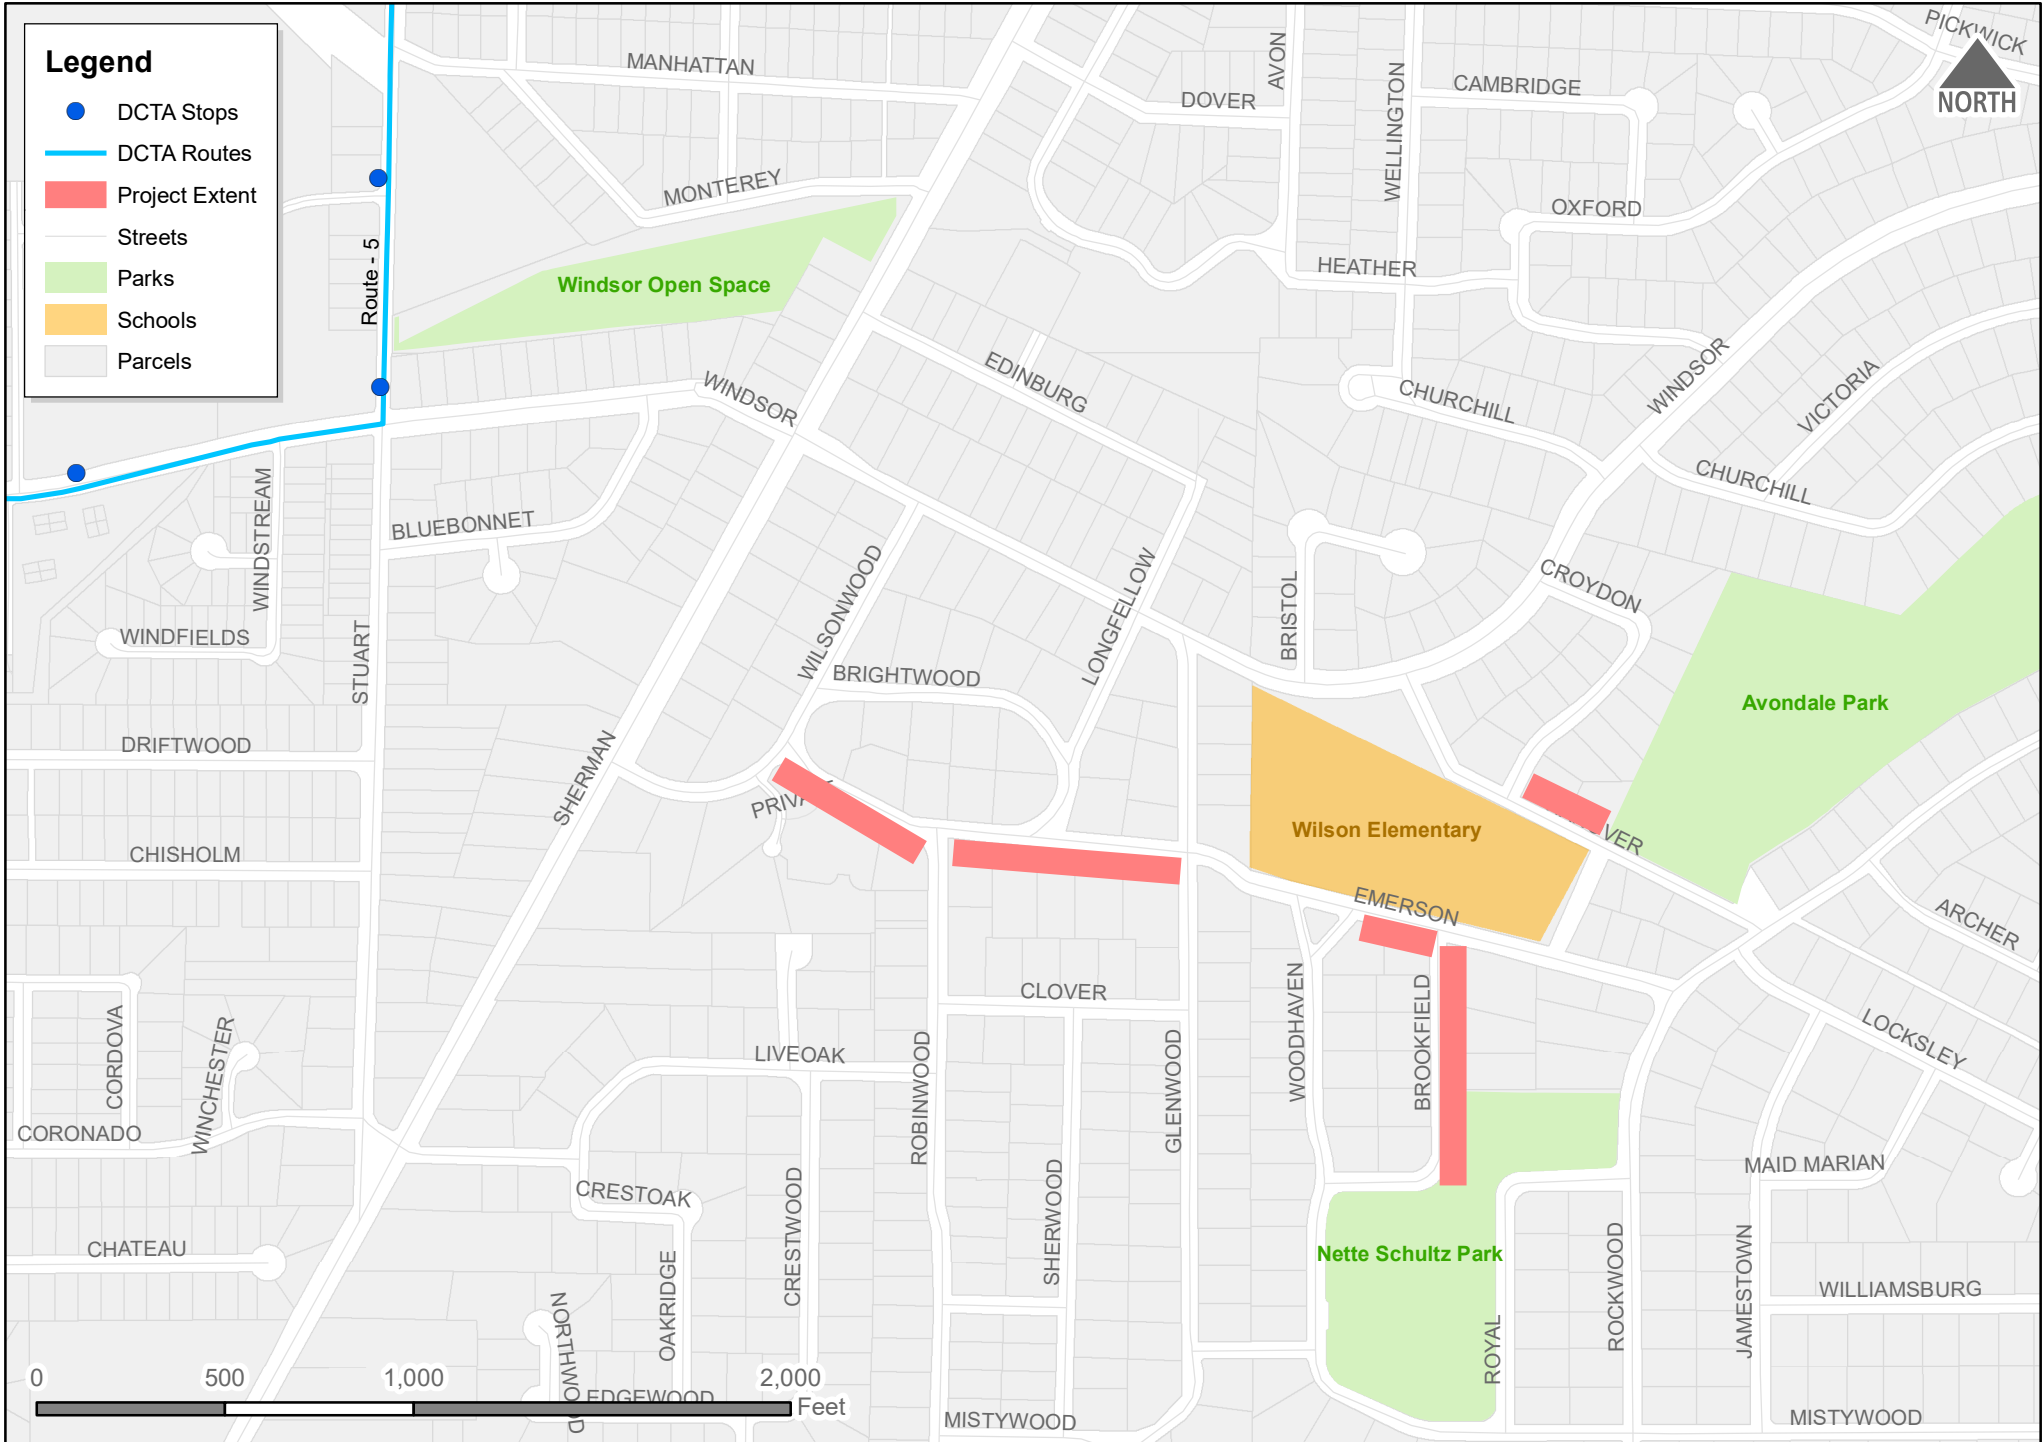 Legend
DCTA Stops
DCTA Routes
Project Extent
Streets
Parks
Schools
Parcels
NORTH
PICKWICK
MANHATTAN
AVON
DOVER
WELLINGTON
CAMBRIDGE
MONTEREY
OXFORD
Route - 5
Windsor Open Space
HEATHER
EDINBURG
WINDSOR
CHURCHILL
WINDSOR
VICTORIA
CHURCHILL
WINDSTREAM
BLUEBONNET
WILSONWOOD
LONGFELLOW
BRISTOL
CROYDON
WINDFIELDS
STUART
BRIGHTWOOD
Avondale Park
DRIFTWOOD
SHERMAN
Wilson Elementary
CHISHOLM
EMERSON
ARCHER
CORDOVA
WINCHESTER
CLOVER
WOODHAVEN
BROOKFIELD
LOCKSLEY
LIVEOAK
ROBINWOOD
GLENWOOD
CORONADO
MAID MARIAN
CRESTOAK
CRESTWOOD
SHERWOOD
CHATEAU
OAKRIDGE
Nette Schultz Park
ROCKWOOD
JAMESTOWN
WILLIAMSBURG
NORTHWOOD
ROYAL
EDGEWOOD
MISTYWOOD
MISTYWOOD
0 500 1,000 2,000
Feet